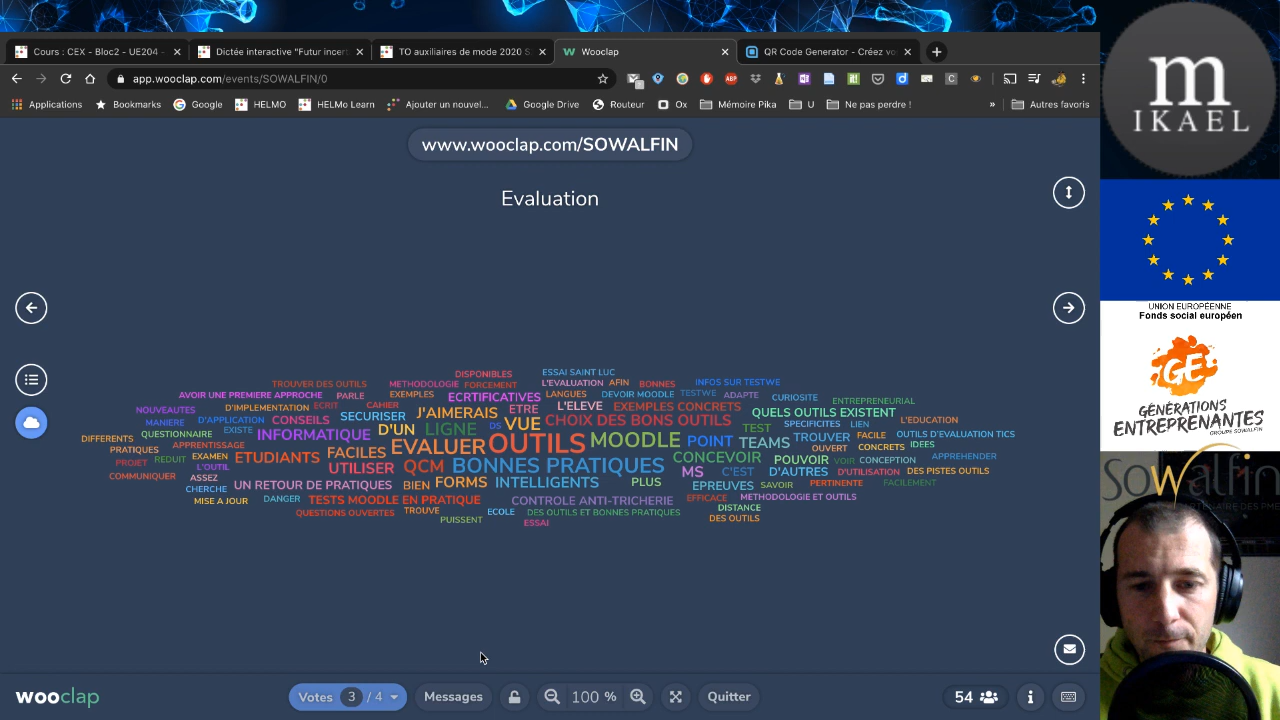 Cours : CEX - Bloc2 - UE204 -
Dictée interactive "Futur incert
TO auxiliaires de mode 2020 S
Wooclap
QR Code Generator - Créez vo
app.wooclap.com/events/SOWALFIN/0
Applications
Bookmarks
Google
HELMO
HELMo Learn
Ajouter un nouvel...
Google Drive
Routeur
Ox
Mémoire Pika
U
Ne pas perdre !
»
Autres favoris
www.wooclap.com/SOWALFIN
Evaluation
DISPONIBLES
ESSAI SAINT LUC
TROUVER DES OUTILS
METHODOLOGIE
FORCEMENT
L'EVALUATION
AFIN
BONNES
INFOS SUR TESTWE
AVOIR UNE PREMIERE APPROCHE
PARLE
EXEMPLES
ECRTIFICATIVES
LANGUES
DEVOIR MOODLE
TESTWE
ADAPTE
CURIOSITE
ENTREPRENEURIAL
NOUVEAUTES
D'IMPLEMENTATION
ECRIT
CAHIER
J'AIMERAIS
ETRE
L'ELEVE
EXEMPLES CONCRETS
QUELS OUTILS EXISTENT
MANIERE
D'APPLICATION
CONSEILS
SECURISER
D'UN
LIGNE
DS
VUE
CHOIX DES BONS OUTILS
TEST
SPECIFICITES
LIEN
L'EDUCATION
DIFFERENTS
QUESTIONNAIRE
EXISTE
INFORMATIQUE
EVALUER
OUTILS
MOODLE
POINT
TEAMS
TROUVER
FACILE
OUTILS D'EVALUATION TICS
PRATIQUES
APPRENTISSAGE
FACILES
OUVERT
CONCRETS
IDEES
PROJET
REDUIT
EXAMEN
ETUDIANTS
UTILISER
QCM
BONNES PRATIQUES
CONCEVOIR
POUVOIR
VOIR
CONCEPTION
APPREHENDER
L'OUTIL
MS
C'EST
D'AUTRES
D'UTILISATION
DES PISTES OUTILS
COMMUNIQUER
ASSEZ
CHERCHE
UN RETOUR DE PRATIQUES
BIEN
FORMS
INTELLIGENTS
PLUS
EPREUVES
SAVOIR
PERTINENTE
FACILEMENT
MISE A JOUR
DANGER
TESTS MOODLE EN PRATIQUE
CONTROLE ANTI-TRICHERIE
EFFICACE
METHODOLOGIE ET OUTILS
QUESTIONS OUVERTES
TROUVE
ECOLE
DES OUTILS ET BONNES PRATIQUES
DISTANCE
PUISSENT
ESSAI
DES OUTILS
wooclap
Votes 3 / 4
Messages
100 %
Quitter
54
m
IKAEL
UNION EUROPÉENNE
Fonds social européen
GE
GÉNÉRATIONS
ENTREPRENANTES
GROUPE SOWALFIN
Sowalfin